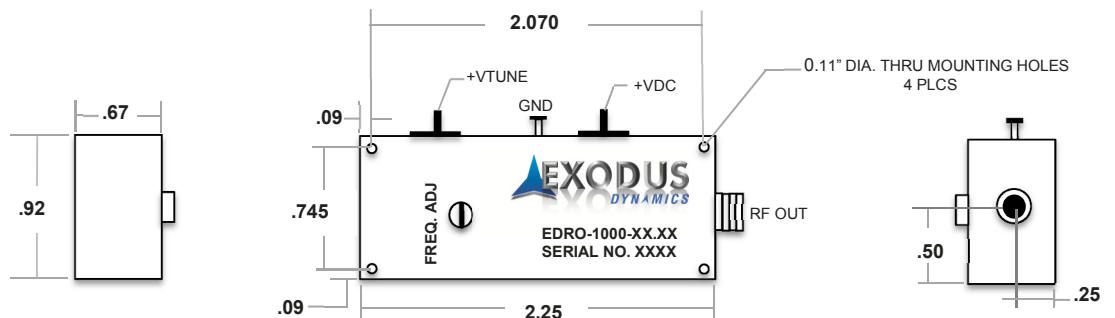 2.070
0.11" DIA. THRU MOUNTING HOLES
4 PLCS
+VTUNE
+VDC
GND
.67
.09
.92
.745
FREQ. ADJ
EXODUS
DYNAMICS
EDRO-1000-XX.XX
SERIAL NO. XXXX
RF OUT
.50
.25
.09
2.25